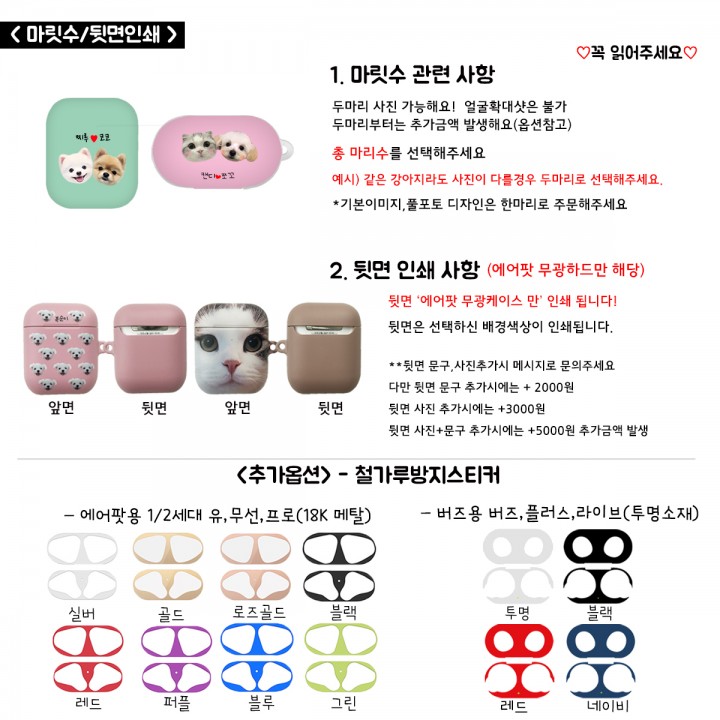 < 마릿수/뒷면인쇄 >
♡꼭 읽어주세요♡
1. 마릿수 관련 사항
두마리 사진 가능해요! 얼굴확대샷은 불가
두마리부터는 추가금액 발생해요(옵션참고)
총 마리수를 선택해주세요
예시) 같은 강아지라도 사진이 다를경우 두마리로 선택해주세요.
*기본이미지,풀포토 디자인은 한마리로 주문해주세요
캔디♥쪼꼬
2. 뒷면 인쇄 사항 (에어팟 무광하드만 해당)
뒷면 '에어팟 무광케이스 만' 인쇄 됩니다!
뒷면은 선택하신 배경색상이 인쇄됩니다.
**뒷면 문구,사진추가시 메시지로 문의주세요
다만 뒷면 문구 추가시에는 + 2000원
뒷면 사진 추가시에는 +3000원
뒷면 사진+문구 추가시에는 +5000원 추가금액 발생
앞면 뒷면 앞면 뒷면
<추가옵션> - 철가루방지스티커
- 에어팟용 1/2세대 유,무선,프로(18K 메탈)
- 버즈용 버즈,플러스,라이브(투명소재)
실버 골드 로즈골드 블랙
투명 블랙
레드 퍼플 블루 그린
레드 네이비